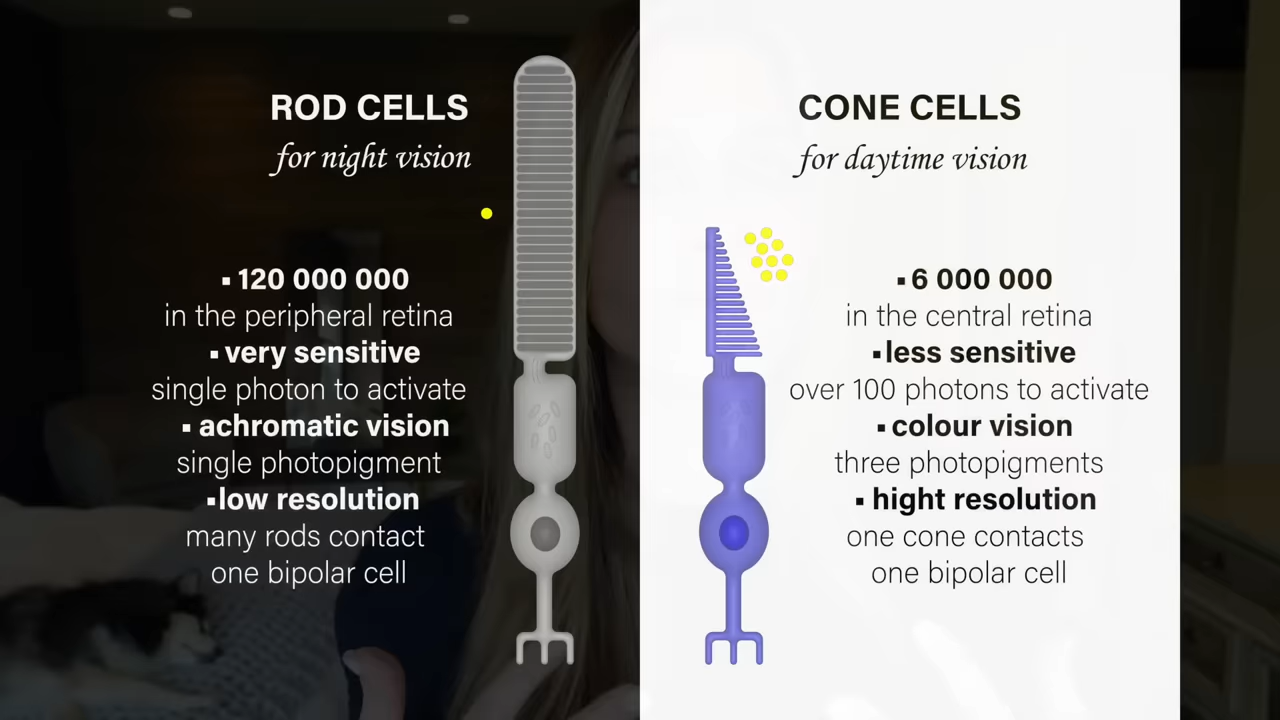 ROD CELLS
for night vision
▪ 120 000 000
in the peripheral retina
▪ very sensitive
single photon to activate
▪ achromatic vision
single photopigment
▪low resolution
many rods contact
one bipolar cell
CONE CELLS
for daytime vision
▪ 6 000 000
in the central retina
▪ less sensitive
over 100 photons to activate
▪ colour vision
three photopigments
▪ hight resolution
one cone contacts
one bipolar cell